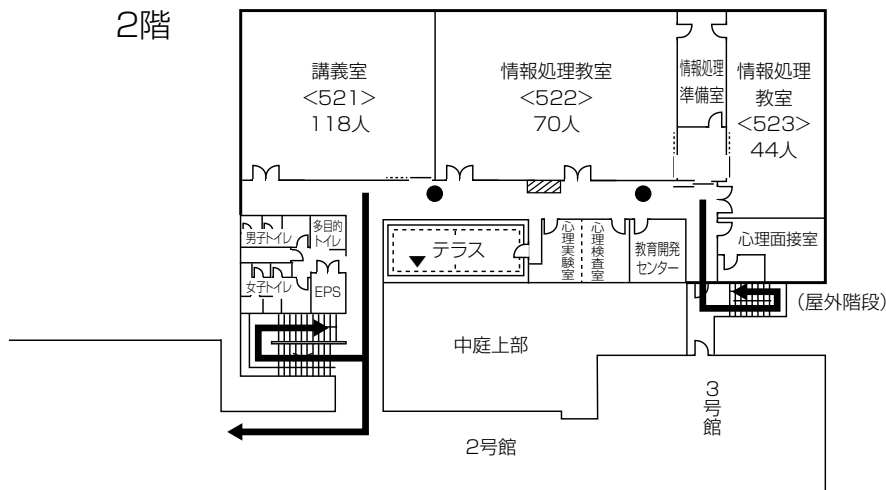 2階
講義室
<521>
118人
情報処理教室
<522>
70人
情報処理
準備室
情報処理
教室
<523>
44人
男子トイレ
多目的
トイレ
女子トイレ
EPS
テラス
心理実験室
心理検査室
教育開発
センター
心理面接室
(屋外階段)
中庭上部
3号館
2号館